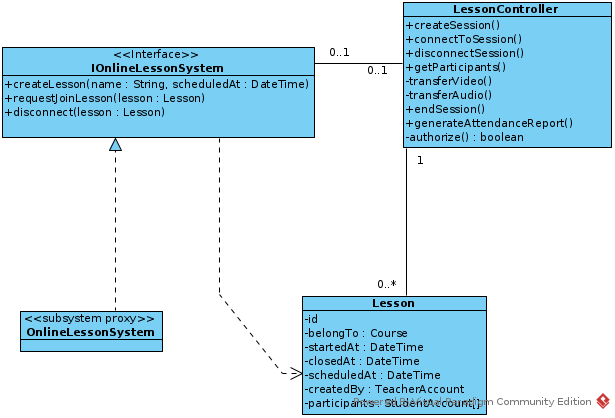 LessonController
+createSession()
+connectToSession()
+disconnectSession()
+getParticipants()
-transferVideo()
-transferAudio()
+endSession()
+generateAttendanceReport()
-authorize() : boolean
<<Interface>>
IOnlineLessonSystem
+createLesson(name : String, scheduledAt : DateTime)
+requestJoinLesson(lesson : Lesson)
+disconnect(lesson : Lesson)
0..1
0..1
1
0..*
<<subsystem proxy>>
OnlineLessonSystem
Lesson
-id
-belongTo : Course
-startedAt : DateTime
-closedAt : DateTime
-scheduledAt : DateTime
-createdBy : TeacherAccount
-participants : StudentAccount[]
Powered By Visual Paradigm Community Edition